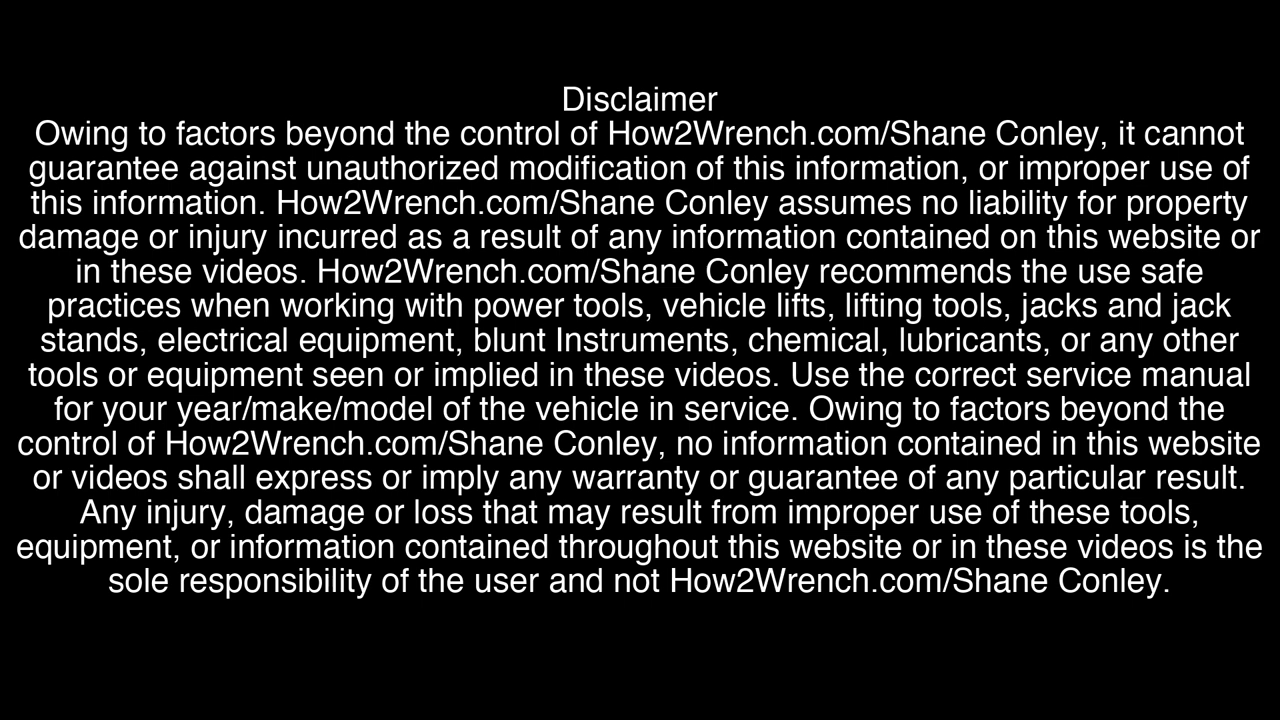 Disclaimer
Owing to factors beyond the control of How2Wrench.com/Shane Conley, it cannot
guarantee against unauthorized modification of this information, or improper use of
this information. How2Wrench.com/Shane Conley assumes no liability for property
damage or injury incurred as a result of any information contained on this website or
in these videos. How2Wrench.com/Shane Conley recommends the use safe
practices when working with power tools, vehicle lifts, lifting tools, jacks and jack
stands, electrical equipment, blunt Instruments, chemical, lubricants, or any other
tools or equipment seen or implied in these videos. Use the correct service manual
for your year/make/model of the vehicle in service. Owing to factors beyond the
control of How2Wrench.com/Shane Conley, no information contained in this website
or videos shall express or imply any warranty or guarantee of any particular result.
Any injury, damage or loss that may result from improper use of these tools,
equipment, or information contained throughout this website or in these videos is the
sole responsibility of the user and not How2Wrench.com/Shane Conley.